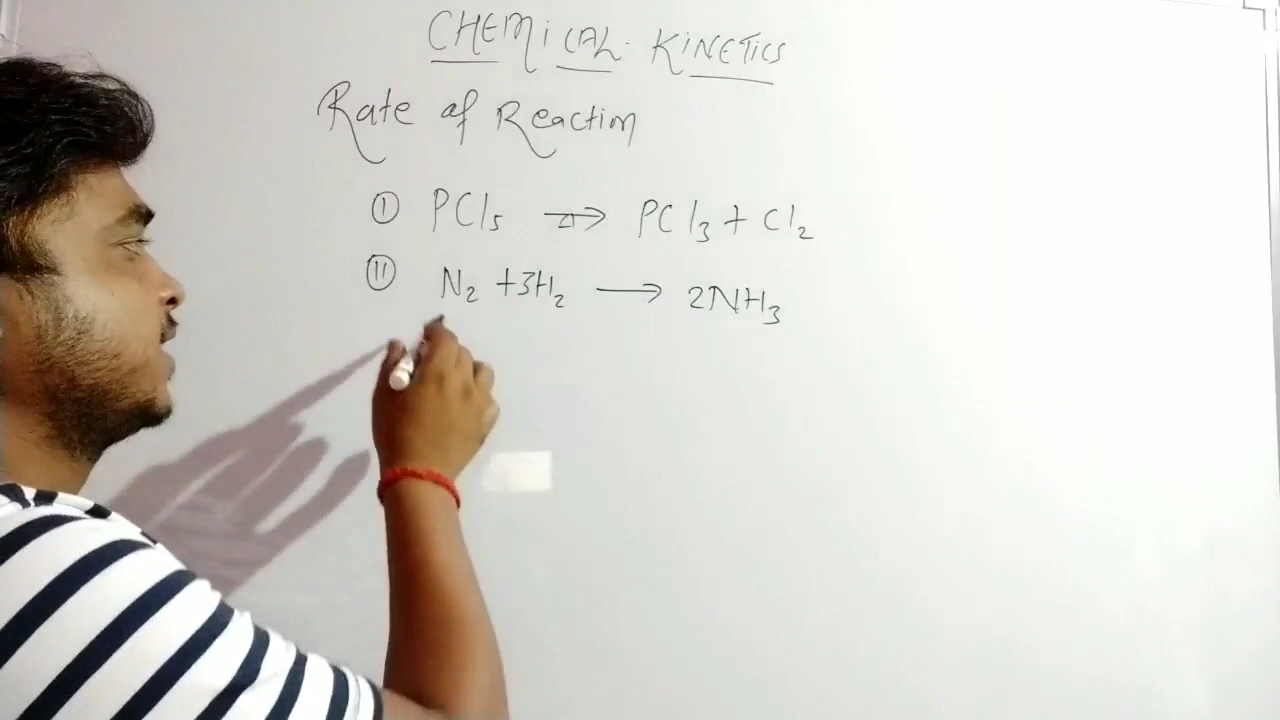 CHEMiCAL KiNETiCS
Rate of Reaction
① PCl₅ → PCl₃ + Cl₂
⑪ N₂ + 3H₂ → 2NH₃